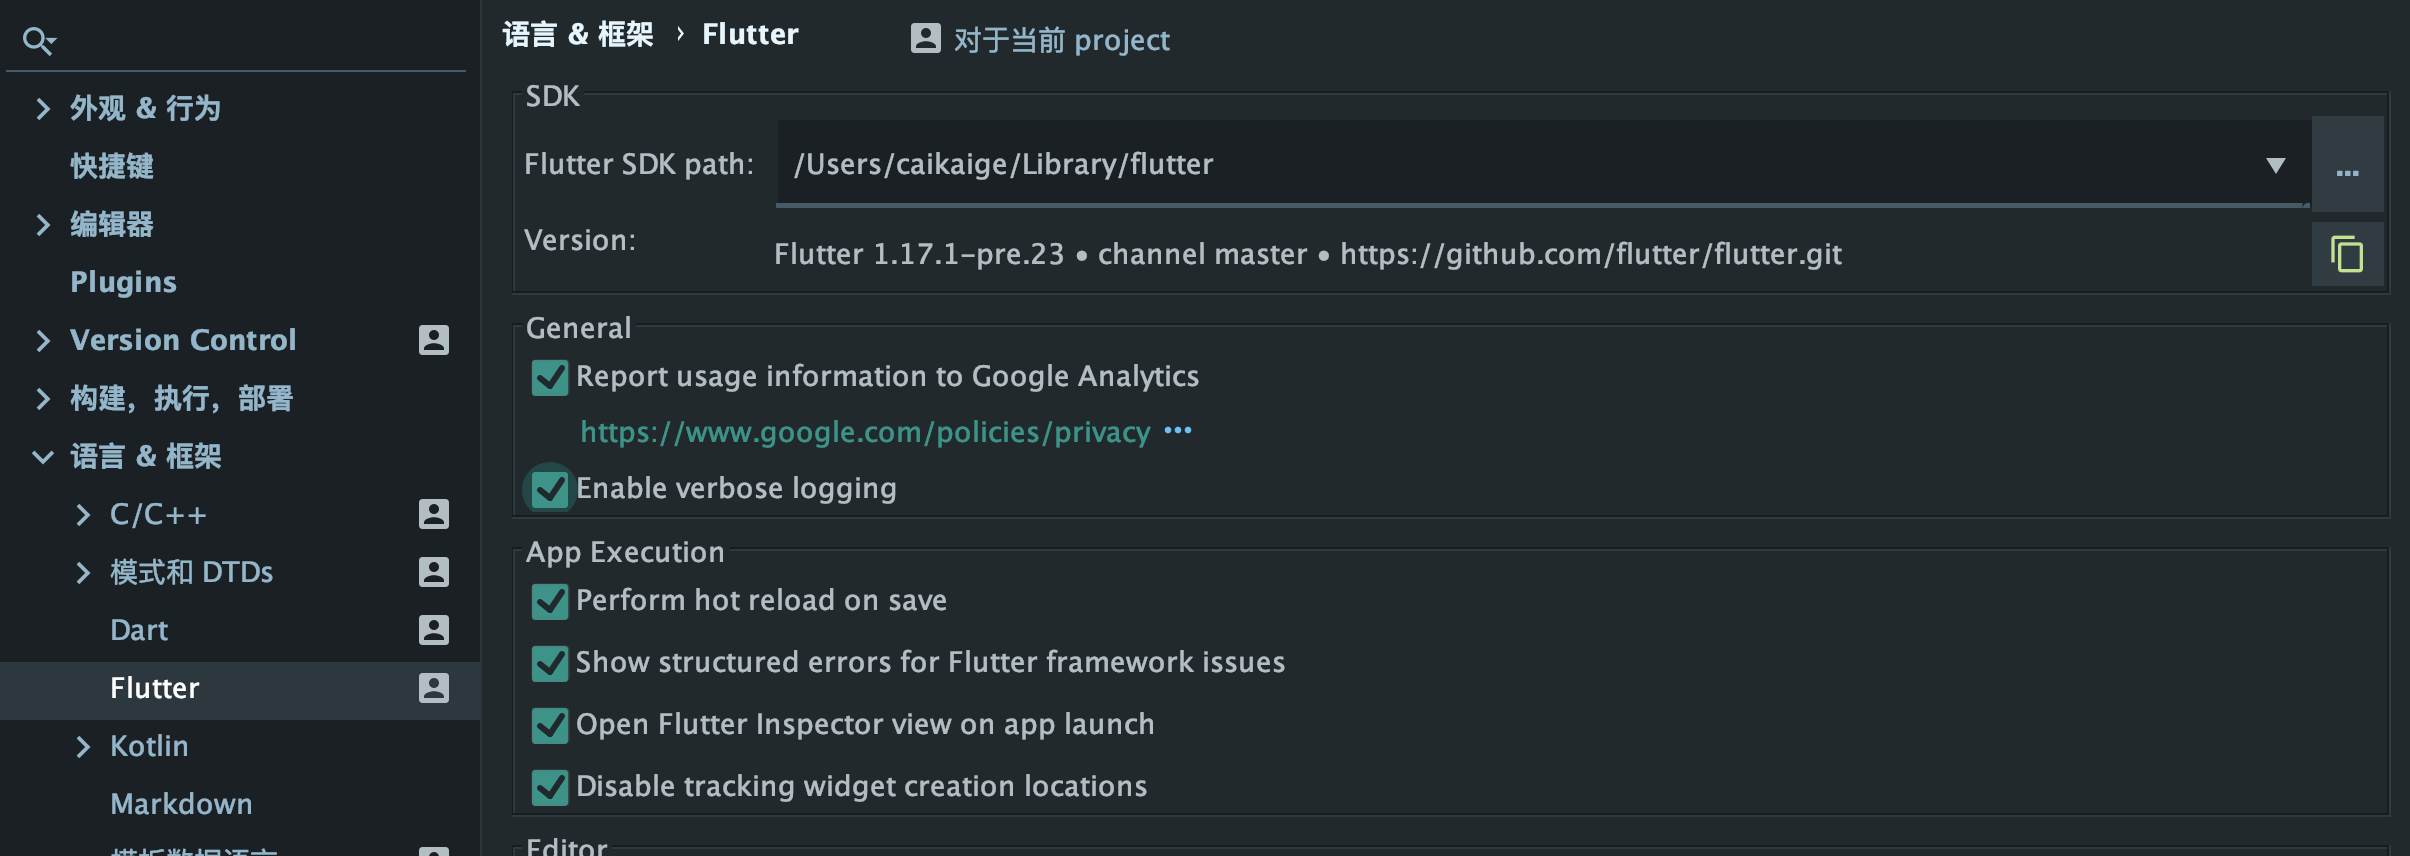 外观 & 行为
快捷键
编辑器
Plugins
Version Control
构建，执行，部署
语言 & 框架
C/C++
模式和 DTDs
Dart
Flutter
Kotlin
Markdown
语言 & 框架 › Flutter
对于当前 project
SDK
Flutter SDK path: /Users/caikaige/Library/flutter ...
Version: Flutter 1.17.1-pre.23 • channel master • https://github.com/flutter/flutter.git
General
Report usage information to Google Analytics
https://www.google.com/policies/privacy •••
Enable verbose logging
App Execution
Perform hot reload on save
Show structured errors for Flutter framework issues
Open Flutter Inspector view on app launch
Disable tracking widget creation locations
Editor